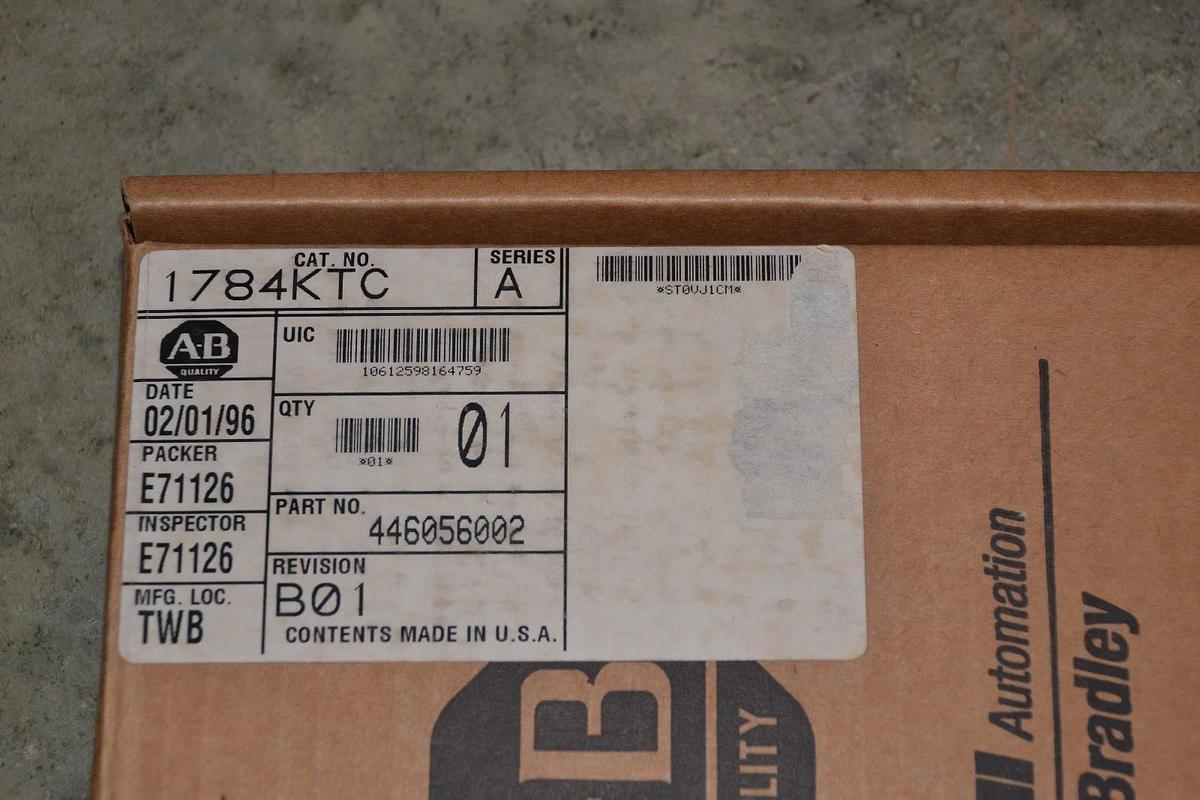 CAT. NO.
1784KTC
SERIES
A
*ST0VJ1CM*
A-B
QUALITY
UIC
10612598164759
DATE
02/01/96
QTY
01
*01*
PACKER
E71126
INSPECTOR
E71126
PART NO.
446056002
MFG. LOC.
TWB
REVISION
B01
CONTENTS MADE IN U.S.A.
B
LITY
Automation
Bradley